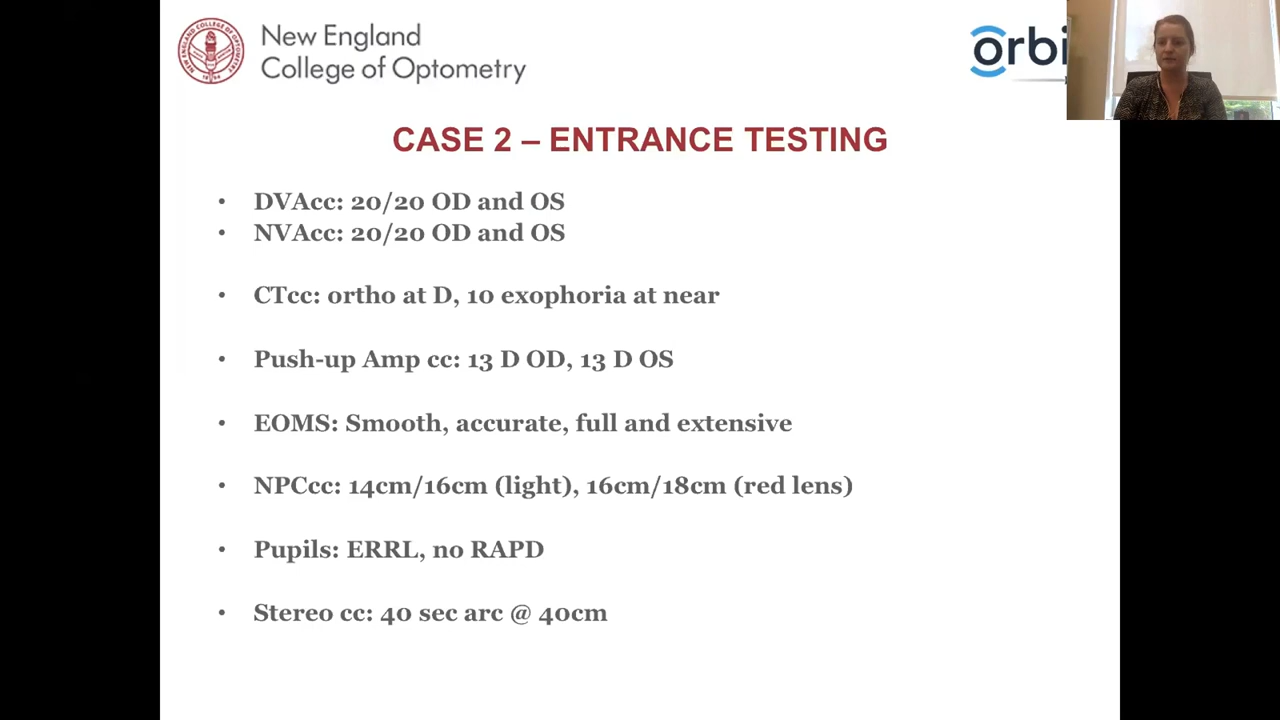 New England
College of Optometry
orbi
CASE 2 – ENTRANCE TESTING
• DVAcc: 20/20 OD and OS
• NVAcc: 20/20 OD and OS
• CTcc: ortho at D, 10 exophoria at near
• Push-up Amp cc: 13 D OD, 13 D OS
• EOMS: Smooth, accurate, full and extensive
• NPCcc: 14cm/16cm (light), 16cm/18cm (red lens)
• Pupils: ERRL, no RAPD
• Stereo cc: 40 sec arc @ 40cm